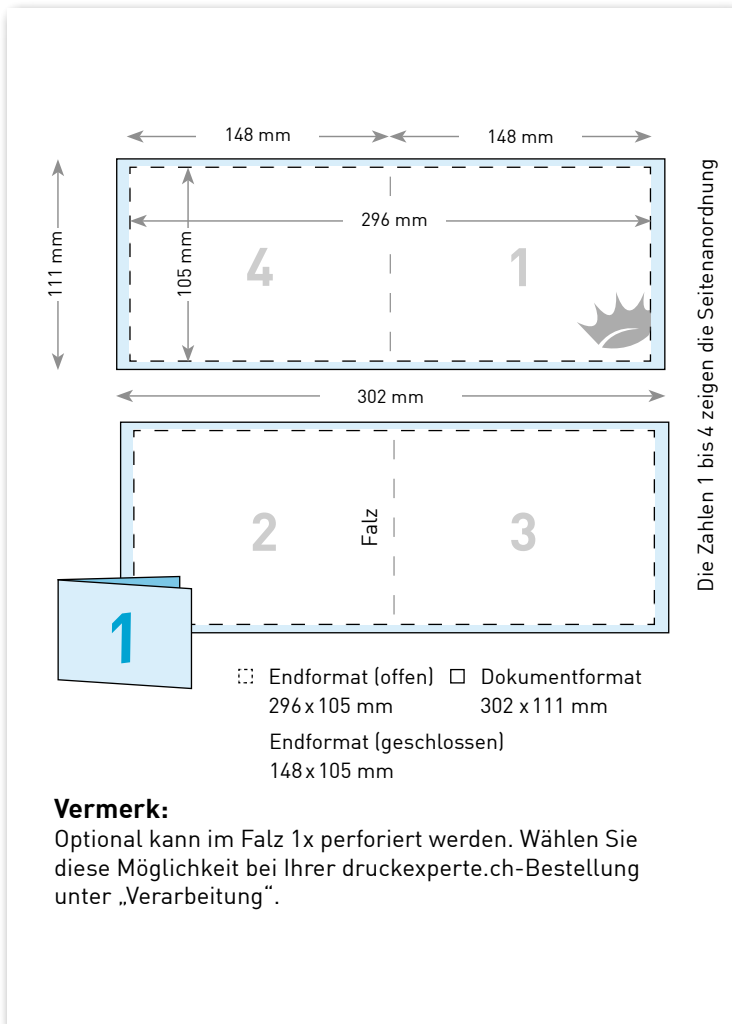 148 mm
148 mm
111 mm
105 mm
296 mm
4
1
302 mm
2
Falz
3
1
Die Zahlen 1 bis 4 zeigen die Seitenanordnung
Endformat (offen)
296 x 105 mm
Dokumentformat
302 x 111 mm
Endformat (geschlossen)
148 x 105 mm
Vermerk:
Optional kann im Falz 1x perforiert werden. Wählen Sie
diese Möglichkeit bei Ihrer druckexperte.ch-Bestellung
unter „Verarbeitung“.